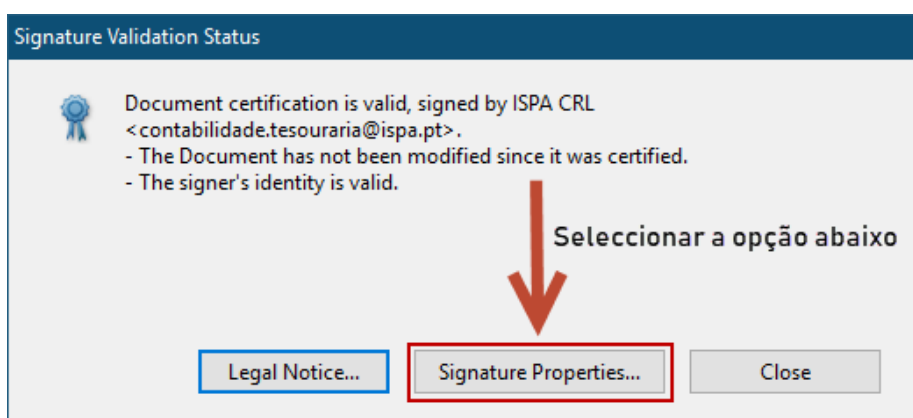 Signature Validation Status
Document certification is valid, signed by ISPA CRL
<contabilidade.tesouraria@ispa.pt>.
- The Document has not been modified since it was certified.
- The signer's identity is valid.
Seleccionar a opção abaixo
Legal Notice...
Signature Properties...
Close